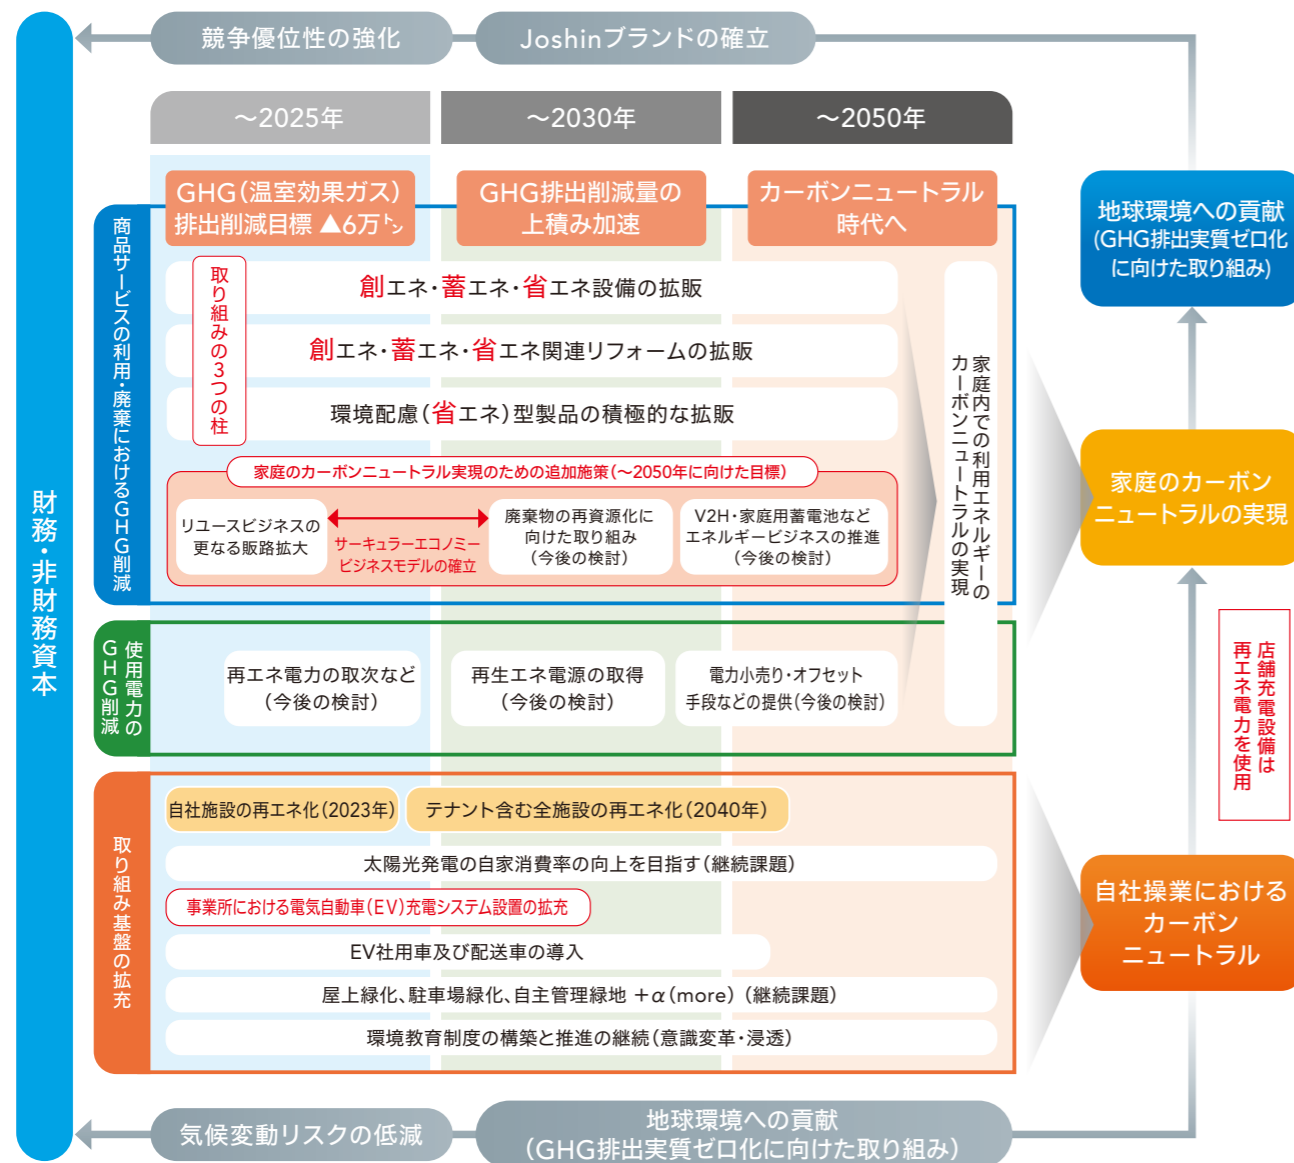 競争優位性の強化
Joshinブランドの確立
財務・非財務資本
～2025年
～2030年
～2050年
GHG（温室効果ガス）
排出削減目標 ▲6万㌧
GHG排出削減量の
上積み加速
カーボンニュートラル
時代へ
商品サービスの利用・廃棄におけるGHG削減
取り組みの3つの柱
創エネ・蓄エネ・省エネ設備の拡販
創エネ・蓄エネ・省エネ関連リフォームの拡販
環境配慮（省エネ）型製品の積極的な拡販
家庭のカーボンニュートラル実現のための追加施策（～2050年に向けた目標）
リユースビジネスの
更なる販路拡大
サーキュラーエコノミー
ビジネスモデルの確立
廃棄物の再資源化に
向けた取り組み
（今後の検討）
V2H・家庭用蓄電池など
エネルギービジネスの推進
（今後の検討）
家庭内での利用エネルギーの
カーボンニュートラルの実現
使用電力の
GHG削減
再エネ電力の取次など
（今後の検討）
再生エネ電源の取得
（今後の検討）
電力小売り・オフセット
手段などの提供（今後の検討）
取り組み基盤の拡充
自社施設の再エネ化（2023年）
テナント含む全施設の再エネ化（2040年）
太陽光発電の自家消費率の向上を目指す（継続課題）
事業所における電気自動車（EV）充電システム設置の拡充
EV社用車及び配送車の導入
屋上緑化、駐車場緑化、自主管理緑地 ＋α（more）（継続課題）
環境教育制度の構築と推進の継続（意識変革・浸透）
地球環境への貢献
（GHG排出実質ゼロ化
に向けた取り組み）
家庭のカーボン
ニュートラルの実現
店舗充電設備は
再エネ電力を使用
自社操業における
カーボン
ニュートラル
気候変動リスクの低減
地球環境への貢献
（GHG排出実質ゼロ化に向けた取り組み）